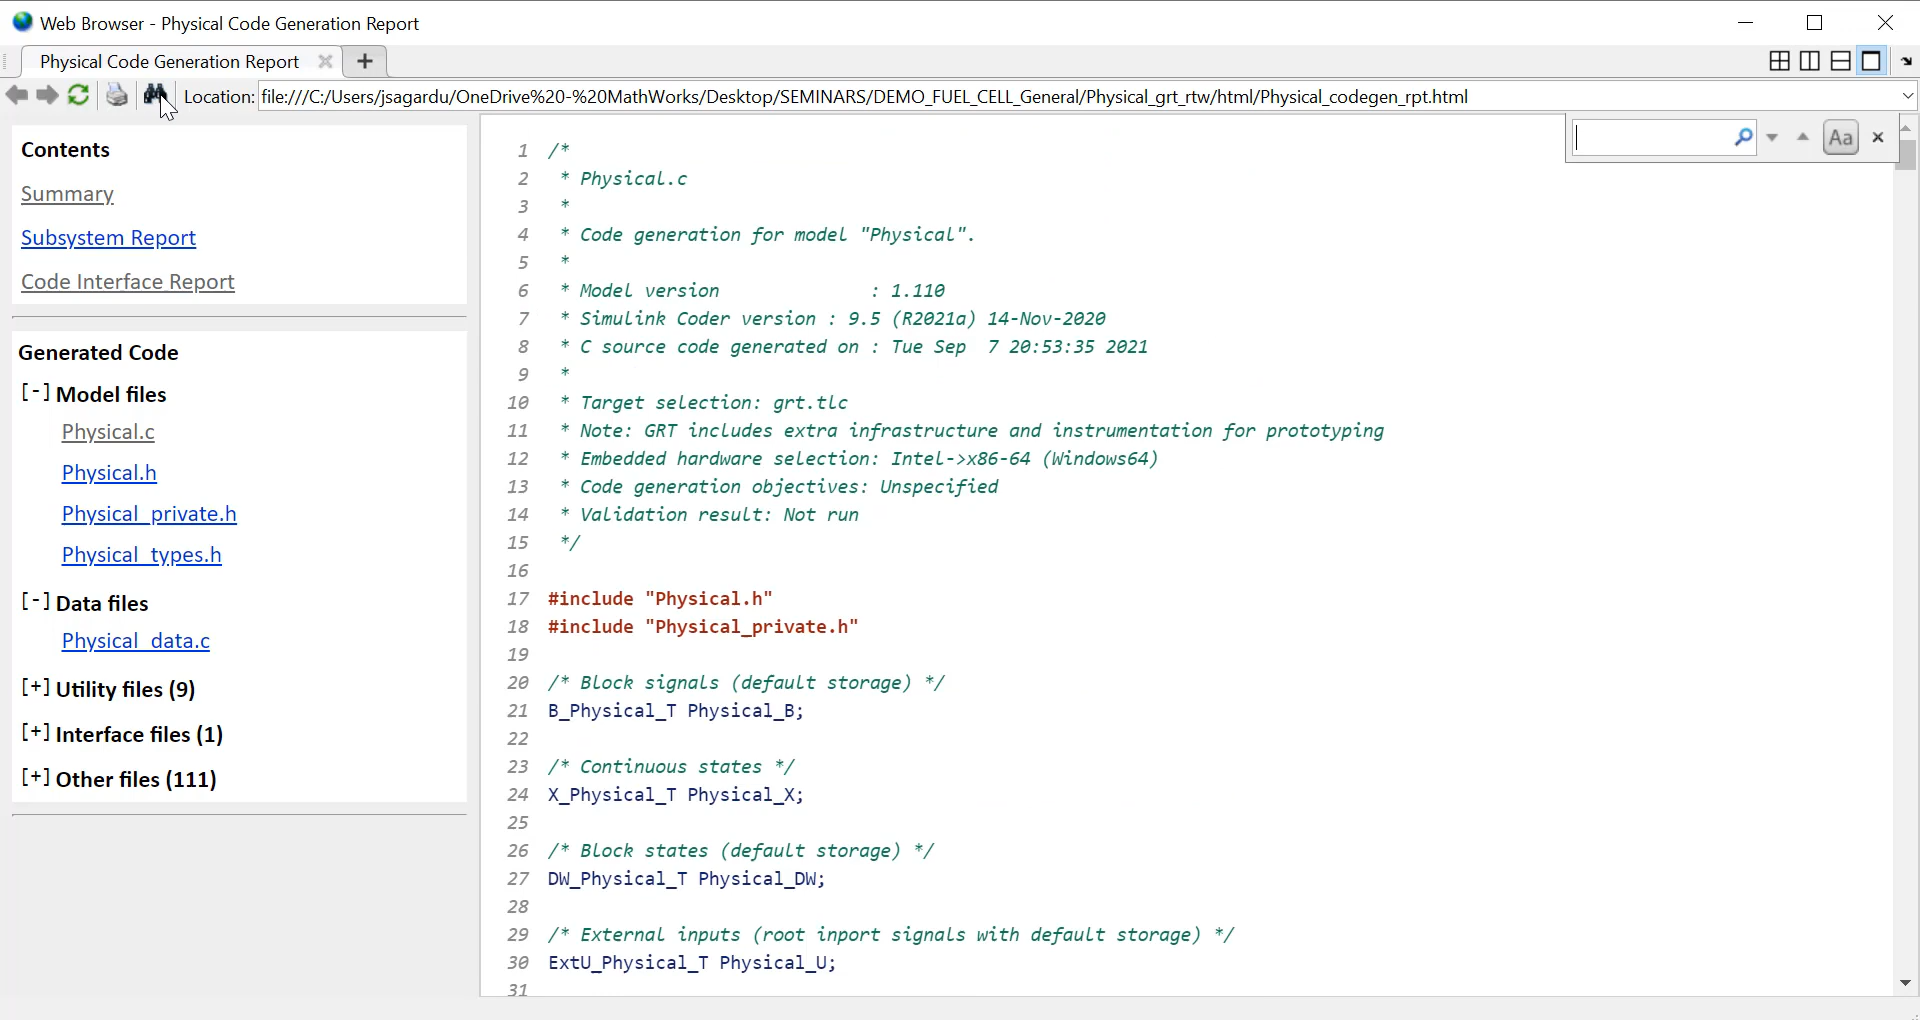 Web Browser - Physical Code Generation Report
Physical Code Generation Report
Location: file:///C:/Users/jsagardu/OneDrive%20-%20MathWorks/Desktop/SEMINARS/DEMO_FUEL_CELL_General/Physical_grt_rtw/html/Physical_codegen_rpt.html
Aa
Contents
Summary
Subsystem Report
Code Interface Report
Generated Code
[-] Model files
Physical.c
Physical.h
Physical_private.h
Physical_types.h
[-] Data files
Physical_data.c
[+] Utility files (9)
[+] Interface files (1)
[+] Other files (111)
1 /*
2 * Physical.c
3 *
4 * Code generation for model "Physical".
5 *
6 * Model version : 1.110
7 * Simulink Coder version : 9.5 (R2021a) 14-Nov-2020
8 * C source code generated on : Tue Sep 7 20:53:35 2021
9 *
10 * Target selection: grt.tlc
11 * Note: GRT includes extra infrastructure and instrumentation for prototyping
12 * Embedded hardware selection: Intel->x86-64 (Windows64)
13 * Code generation objectives: Unspecified
14 * Validation result: Not run
15 */
16
17 #include "Physical.h"
18 #include "Physical_private.h"
19
20 /* Block signals (default storage) */
21 B_Physical_T Physical_B;
22
23 /* Continuous states */
24 X_Physical_T Physical_X;
25
26 /* Block states (default storage) */
27 DW_Physical_T Physical_DW;
28
29 /* External inputs (root inport signals with default storage) */
30 ExtU_Physical_T Physical_U;
31